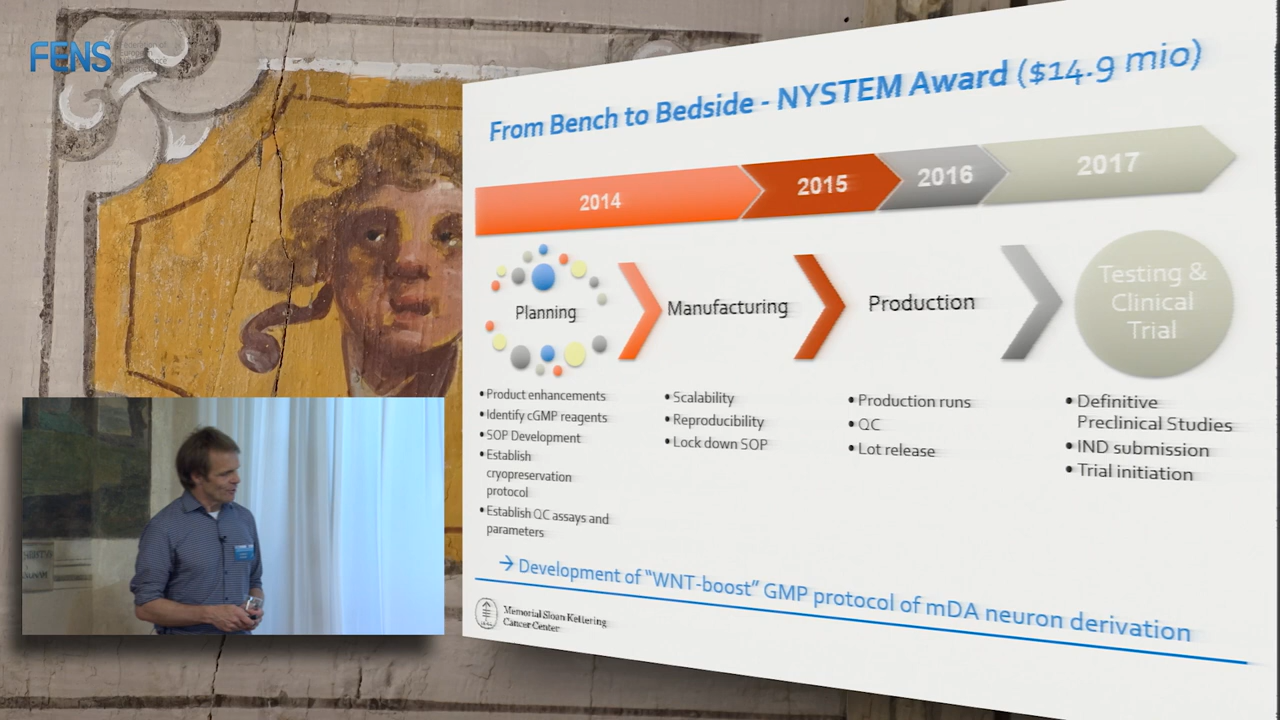 FENS
From Bench to Bedside - NYSTEM Award ($14.9 mio)
2014
2015
2016
2017
Planning
Manufacturing
Production
Testing &
Clinical
Trial
• Product enhancements
• Identify cGMP reagents
• SOP Development
• Establish
cryopreservation
protocol
• Establish QC assays and
parameters
• Scalability
• Reproducibility
• Lock down SOP
• Production runs
• QC
• Lot release
• Definitive
Preclinical Studies
• IND submission
• Trial initiation
→ Development of “WNT-boost” GMP protocol of mDA neuron derivation
Memorial Sloan Kettering
Cancer Center